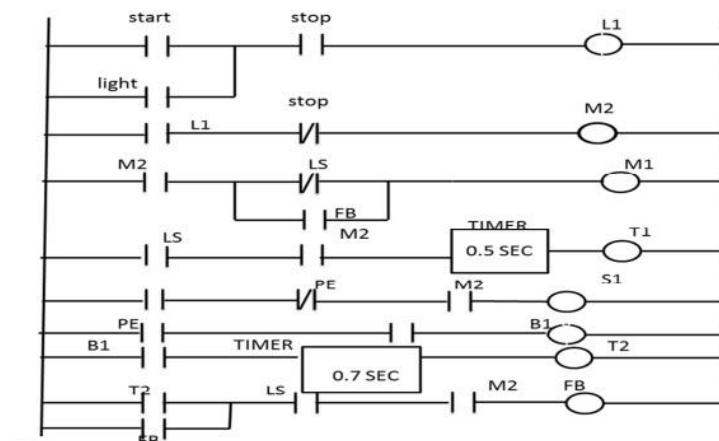 start stop L1
light
stop
L1 M2
M2 LS M1
FB
LS M2 TIMER T1
0.5 SEC
S1
PE M2
PE B1
B1 TIMER T2
0.7 SEC
T2 LS M2 FB
FB